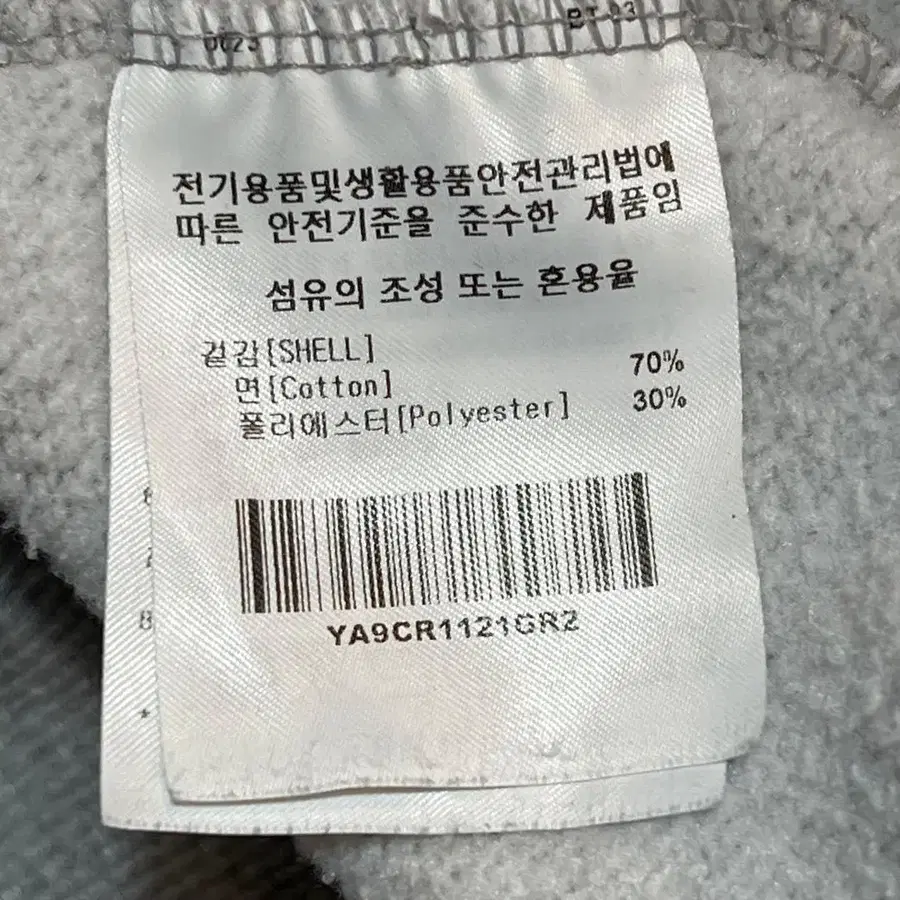 전기용품및생활용품안전관리법에
따른 안전기준을 준수한 제품임
섬유의 조성 또는 혼용율
겉감[SHELL]
면[Cotton] 70%
폴리에스터[Polyester] 30%
YA9CR1121GR2
8
*